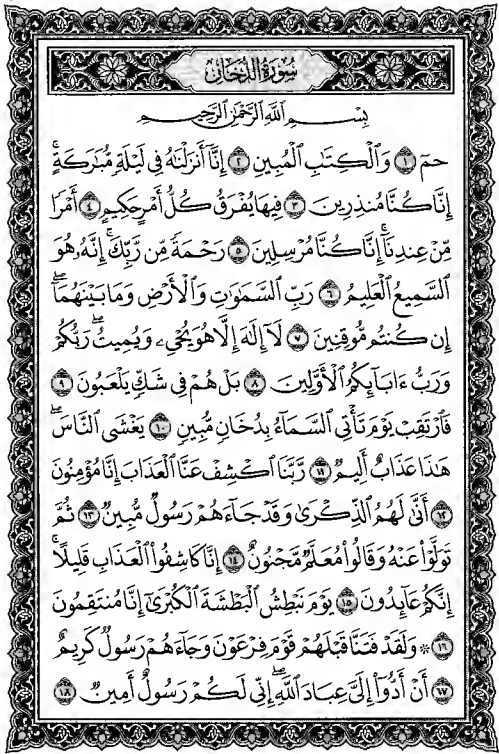 سُورَةُ الدُّخَانِ
بِسْمِ اللَّهِ الرَّحْمَٰنِ الرَّحِيمِ
حمٓ ١ وَٱلْكِتَٰبِ ٱلْمُبِينِ ٢ إِنَّآ أَنزَلْنَٰهُ فِى لَيْلَةٍ مُّبَٰرَكَةٍ ۚ
إِنَّا كُنَّا مُنذِرِينَ ٣ فِيهَا يُفْرَقُ كُلُّ أَمْرٍ حَكِيمٍ ٤ أَمْرًا
مِّنْ عِندِنَآ ۚ إِنَّا كُنَّا مُرْسِلِينَ ٥ رَحْمَةً مِّن رَّبِّكَ ۚ إِنَّهُۥ هُوَ
ٱلسَّمِيعُ ٱلْعَلِيمُ ٦ رَبِّ ٱلسَّمَٰوَٰتِ وَٱلْأَرْضِ وَمَا بَيْنَهُمَآ ۖ
إِن كُنتُم مُّوقِنِينَ ٧ لَآ إِلَٰهَ إِلَّا هُوَ يُحْىِۦ وَيُمِيتُ ۖ رَبُّكُمْ
وَرَبُّ ءَابَآئِكُمُ ٱلْأَوَّلِينَ ٨ بَلْ هُمْ فِى شَكٍّ يَلْعَبُونَ ٩
فَٱرْتَقِبْ يَوْمَ تَأْتِى ٱلسَّمَآءُ بِدُخَانٍ مُّبِينٍ ١٠ يَغْشَى ٱلنَّاسَ ۖ
هَٰذَا عَذَابٌ أَلِيمٌ ١١ رَّبَّنَا ٱكْشِفْ عَنَّا ٱلْعَذَابَ إِنَّا مُؤْمِنُونَ
١٢ أَنَّىٰ لَهُمُ ٱلذِّكْرَىٰ وَقَدْ جَآءَهُمْ رَسُولٌ مُّبِينٌ ١٣ ثُمَّ
تَوَلَّوْا۟ عَنْهُ وَقَالُوا۟ مُعَلَّمٌ مَّجْنُونٌ ١٤ إِنَّا كَاشِفُوا۟ ٱلْعَذَابِ قَلِيلًا ۚ
إِنَّكُمْ عَآئِدُونَ ١٥ يَوْمَ نَبْطِشُ ٱلْبَطْشَةَ ٱلْكُبْرَىٰٓ إِنَّا مُنتَقِمُونَ
١٦ ۞ وَلَقَدْ فَتَنَّا قَبْلَهُمْ قَوْمَ فِرْعَوْنَ وَجَآءَهُمْ رَسُولٌ كَرِيمٌ
١٧ أَنْ أَدُّوٓا۟ إِلَىَّ عِبَادَ ٱللَّهِ ۖ إِنِّى لَكُمْ رَسُولٌ أَمِينٌ ١٨